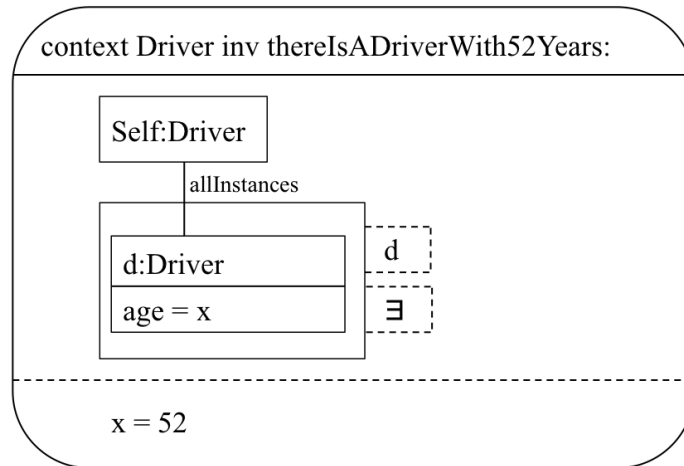 context Driver inv thereIsADriverWith52Years:
Self:Driver
allInstances
d:Driver
d
age = x
∃
x = 52